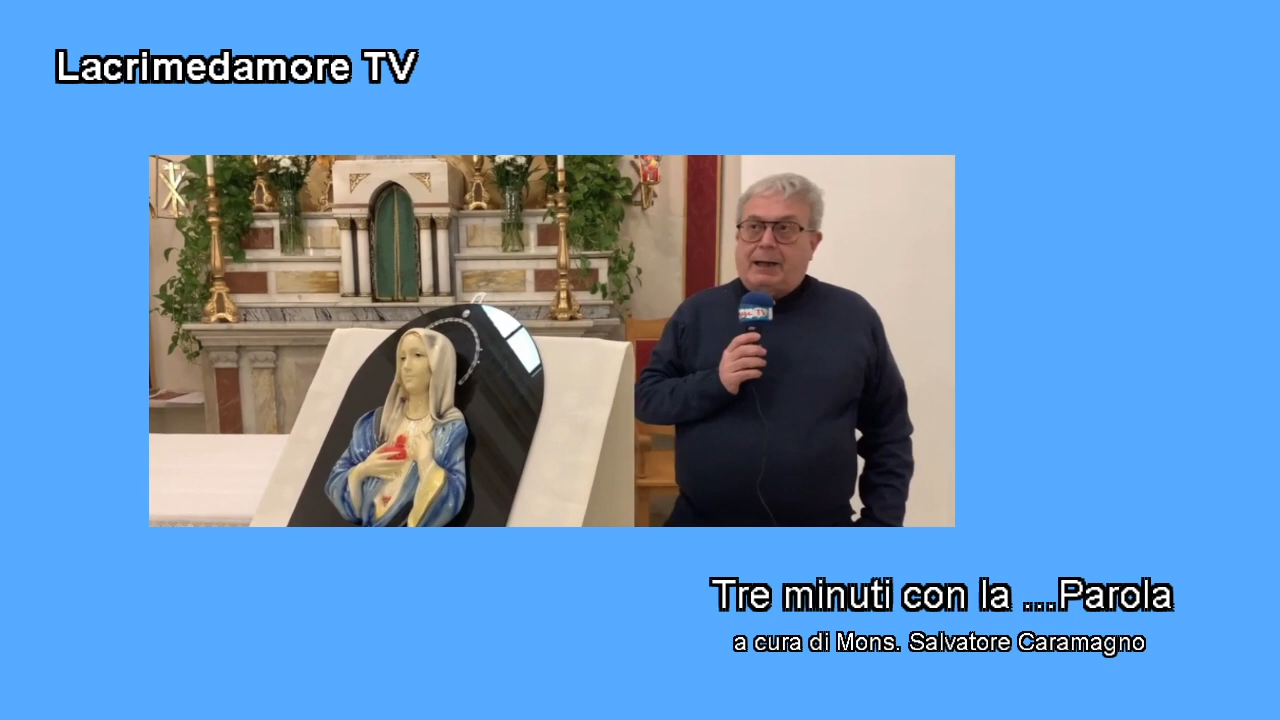 Lacrimedamore TV
Tre minuti con la ...Parola
a cura di Mons. Salvatore Caramagno